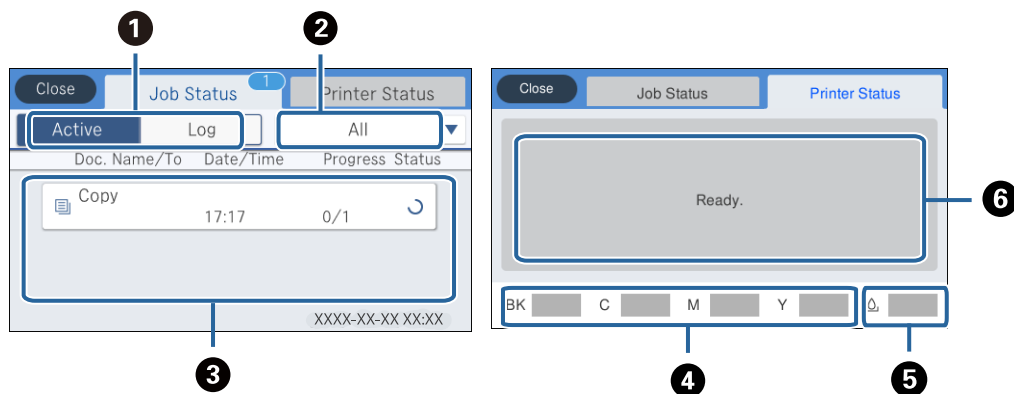 1 2
Close Job Status 1 Printer Status
Active Log All
Doc. Name/To Date/Time Progress Status
Copy
17:17 0/1
XXXX-XX-XX XX:XX
3
Close Job Status Printer Status
Ready.
6
BK C M Y
4 5